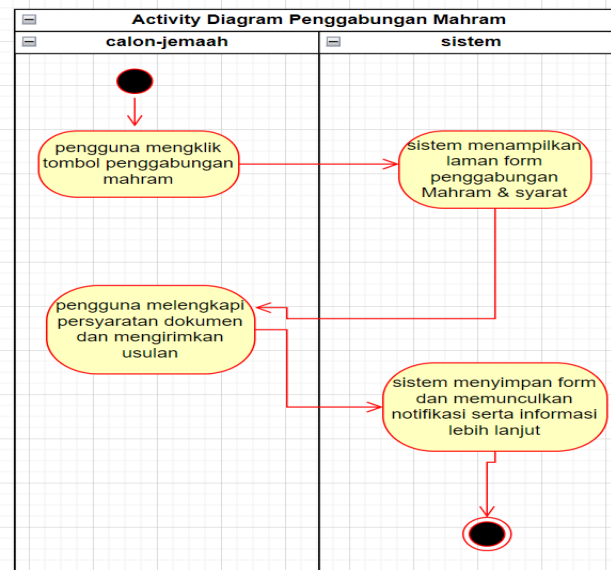 Activity Diagram Penggabungan Mahram
calon-jemaah
sistem
pengguna mengklik
tombol penggabungan
mahram
sistem menampilkan
laman form
penggabungan
Mahram & syarat
pengguna melengkapi
persyaratan dokumen
dan mengirimkan
usulan
sistem menyimpan form
dan memunculkan
notifikasi serta informasi
lebih lanjut